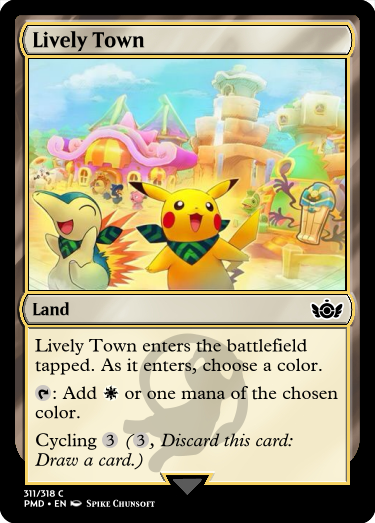 Lively Town
Land
Lively Town enters the battlefield
tapped. As it enters, choose a color.
: Add or one mana of the chosen
color.
Cycling 3 (3, Discard this card:
Draw a card.)
311/318 C
PMD • EN Spike Chunsoft